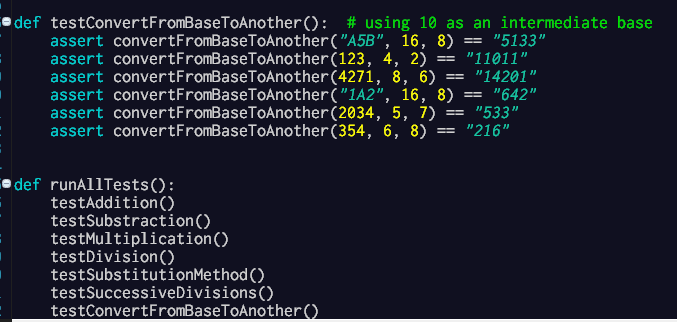 def testConvertFromBaseToAnother():  # using 10 as an intermediate base
    assert convertFromBaseToAnother("A5B", 16, 8) == "5133"
    assert convertFromBaseToAnother(123, 4, 2) == "11011"
    assert convertFromBaseToAnother(4271, 8, 6) == "14201"
    assert convertFromBaseToAnother("1A2", 16, 8) == "642"
    assert convertFromBaseToAnother(2034, 5, 7) == "533"
    assert convertFromBaseToAnother(354, 6, 8) == "216"
def runAllTests():
    testAddition()
    testSubstraction()
    testMultiplication()
    testDivision()
    testSubstitutionMethod()
    testSuccessiveDivisions()
    testConvertFromBaseToAnother()